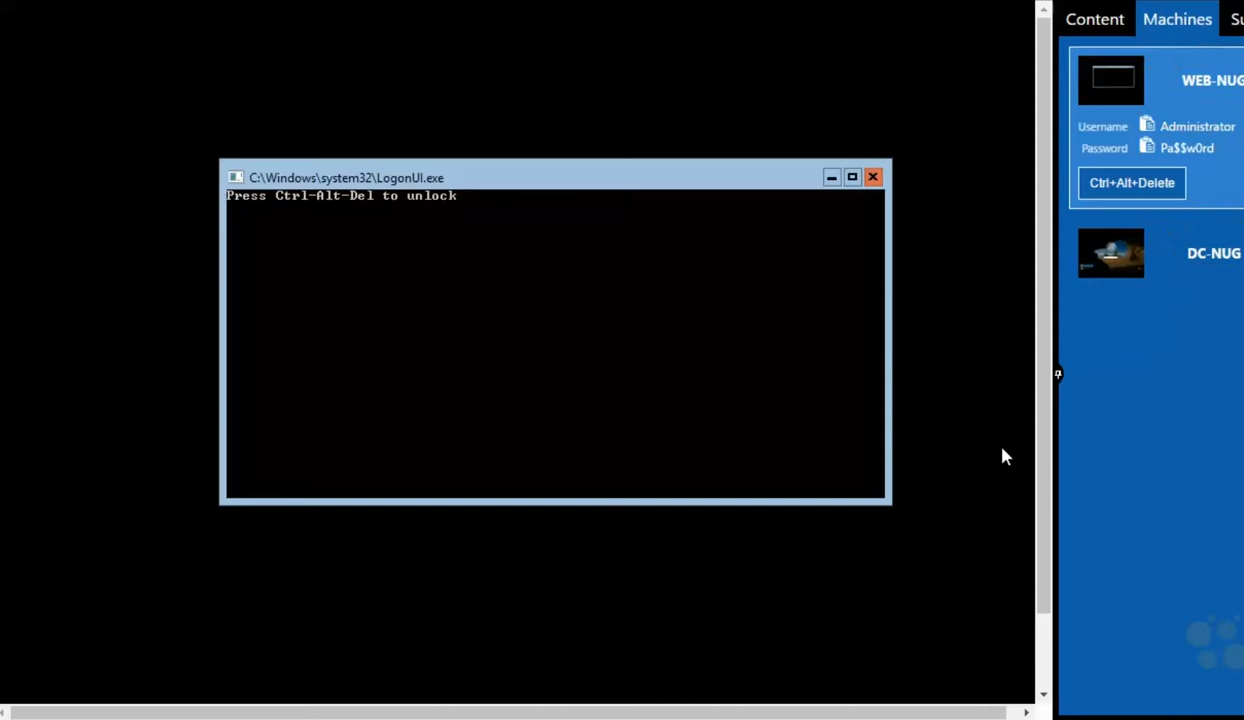 Content Machines Su
WEB-NUG
Username Administrator
Password Pa$$w0rd
Ctrl+Alt+Delete
DC-NUG
C:\Windows\system32\LogonUI.exe
Press Ctrl-Alt-Del to unlock